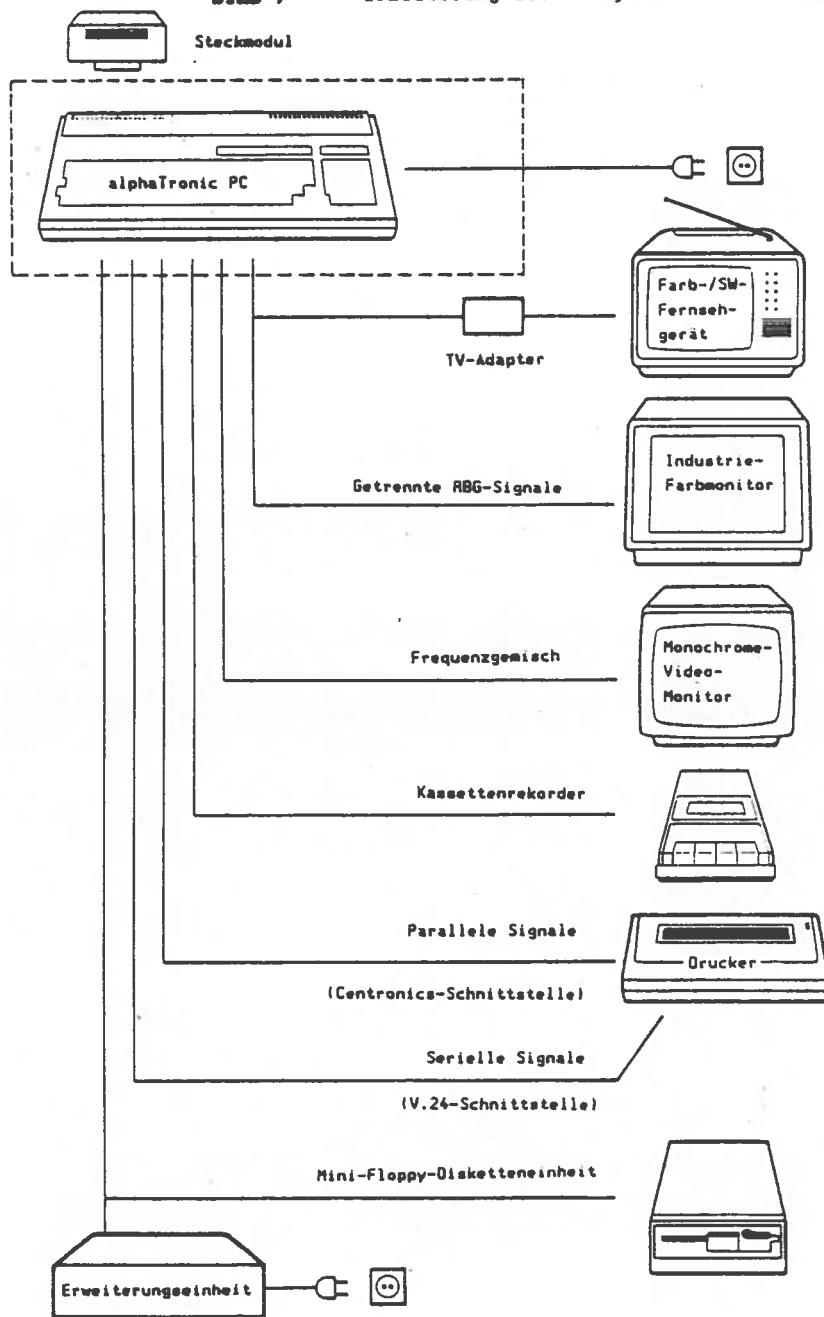 Steckmodul
alphaTronic PC
Farb-/SW-
Fernseh-
gerät
TV-Adapter
Industrie-
Farbmonitor
Getrennte RBG-Signale
Monochrome-
Video-
Monitor
Frequenzgemisch
Kassettenrekorder
Parallele Signale
Drucker
(Centronics-Schnittstelle)
Serielle Signale
(V.24-Schnittstelle)
Mini-Floppy-Disketteneinheit
Erweiterungseinheit